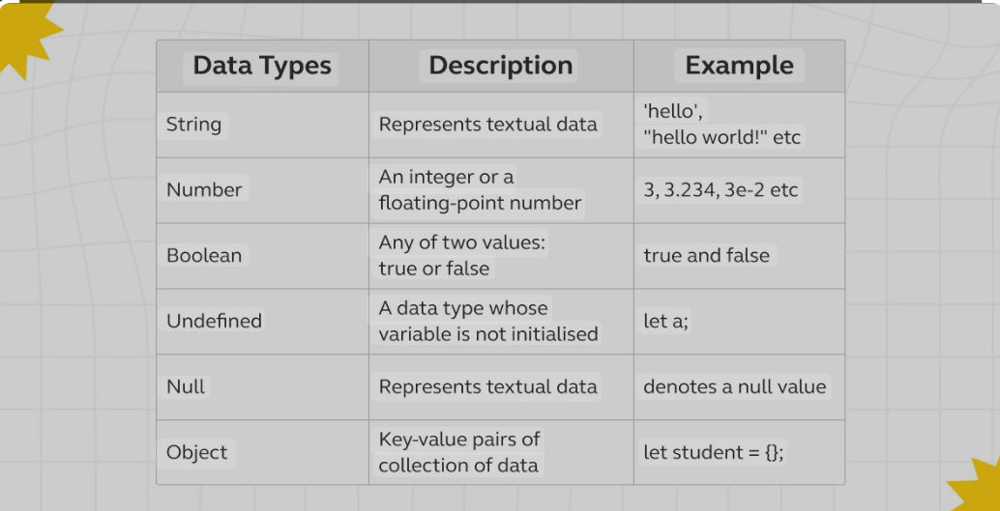 Data Types Description Example
String Represents textual data 'hello',
"hello world!" etc
Number An integer or a
floating-point number 3, 3.234, 3e-2 etc
Boolean Any of two values:
true or false true and false
Undefined A data type whose
variable is not initialised let a;
Null Represents textual data denotes a null value
Object Key-value pairs of
collection of data let student = {};